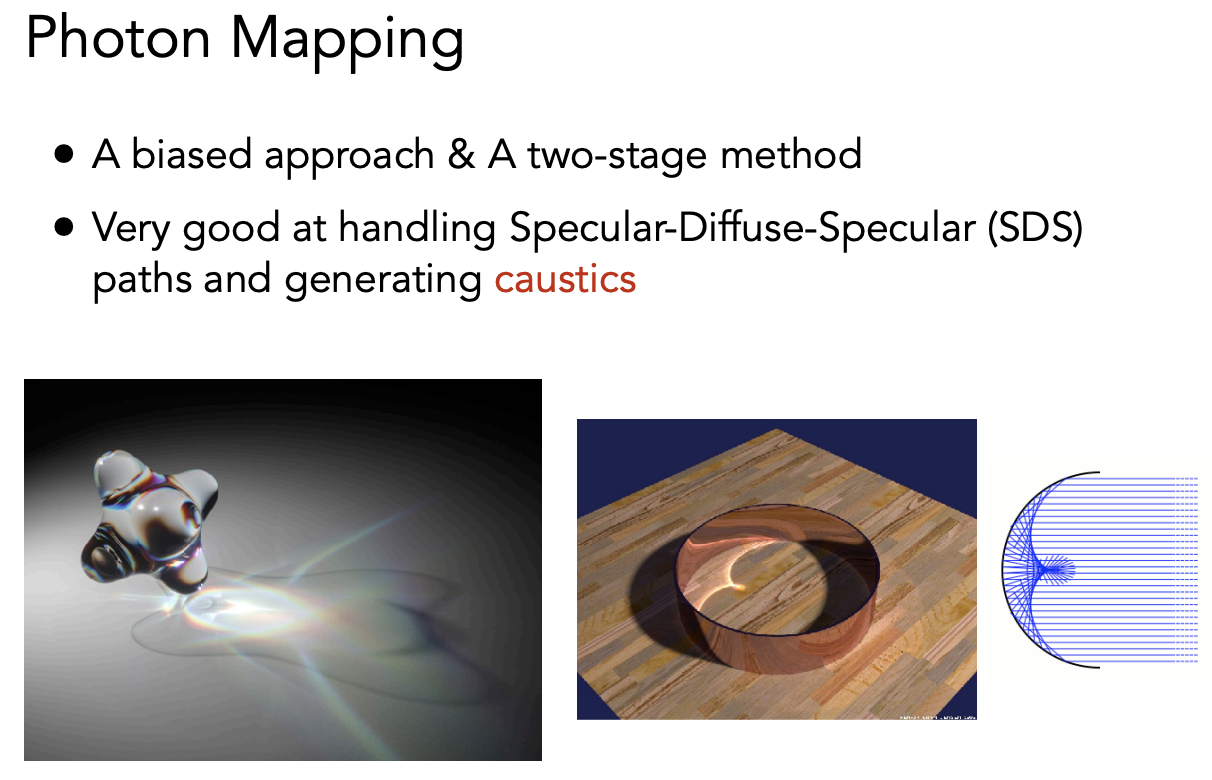 Photon Mapping
• A biased approach & A two-stage method
• Very good at handling Specular-Diffuse-Specular (SDS)
paths and generating caustics